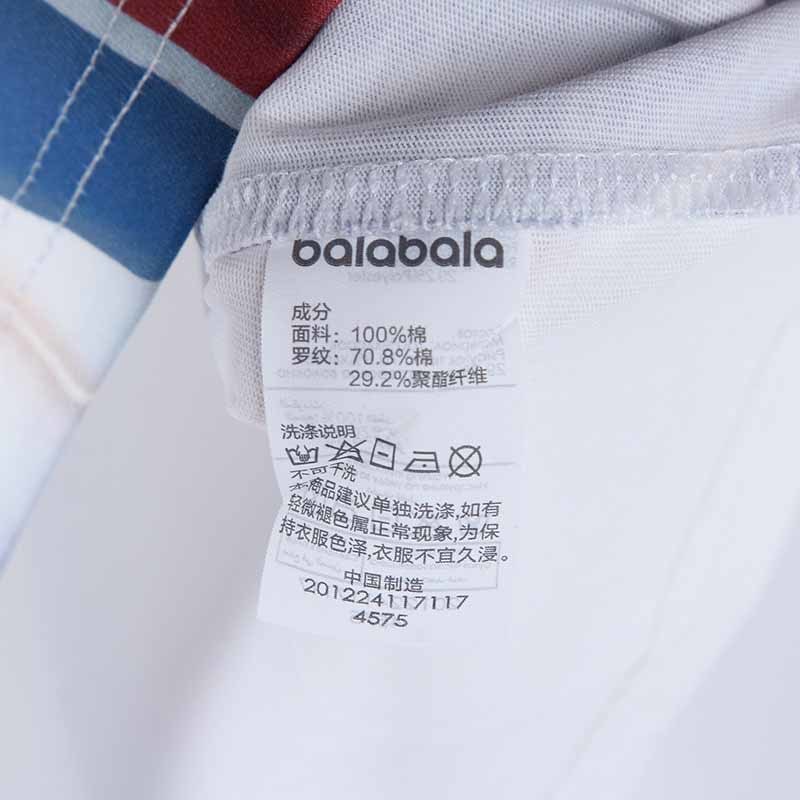 balabala
成分
面料：100%棉
罗纹：70.8%棉
29.2%聚酯纤维
洗涤说明
不可干洗
本商品建议单独洗涤,如有
轻微褪色属正常现象,为保
持衣服色泽,衣服不宜久浸。
中国制造
201224117117
4575